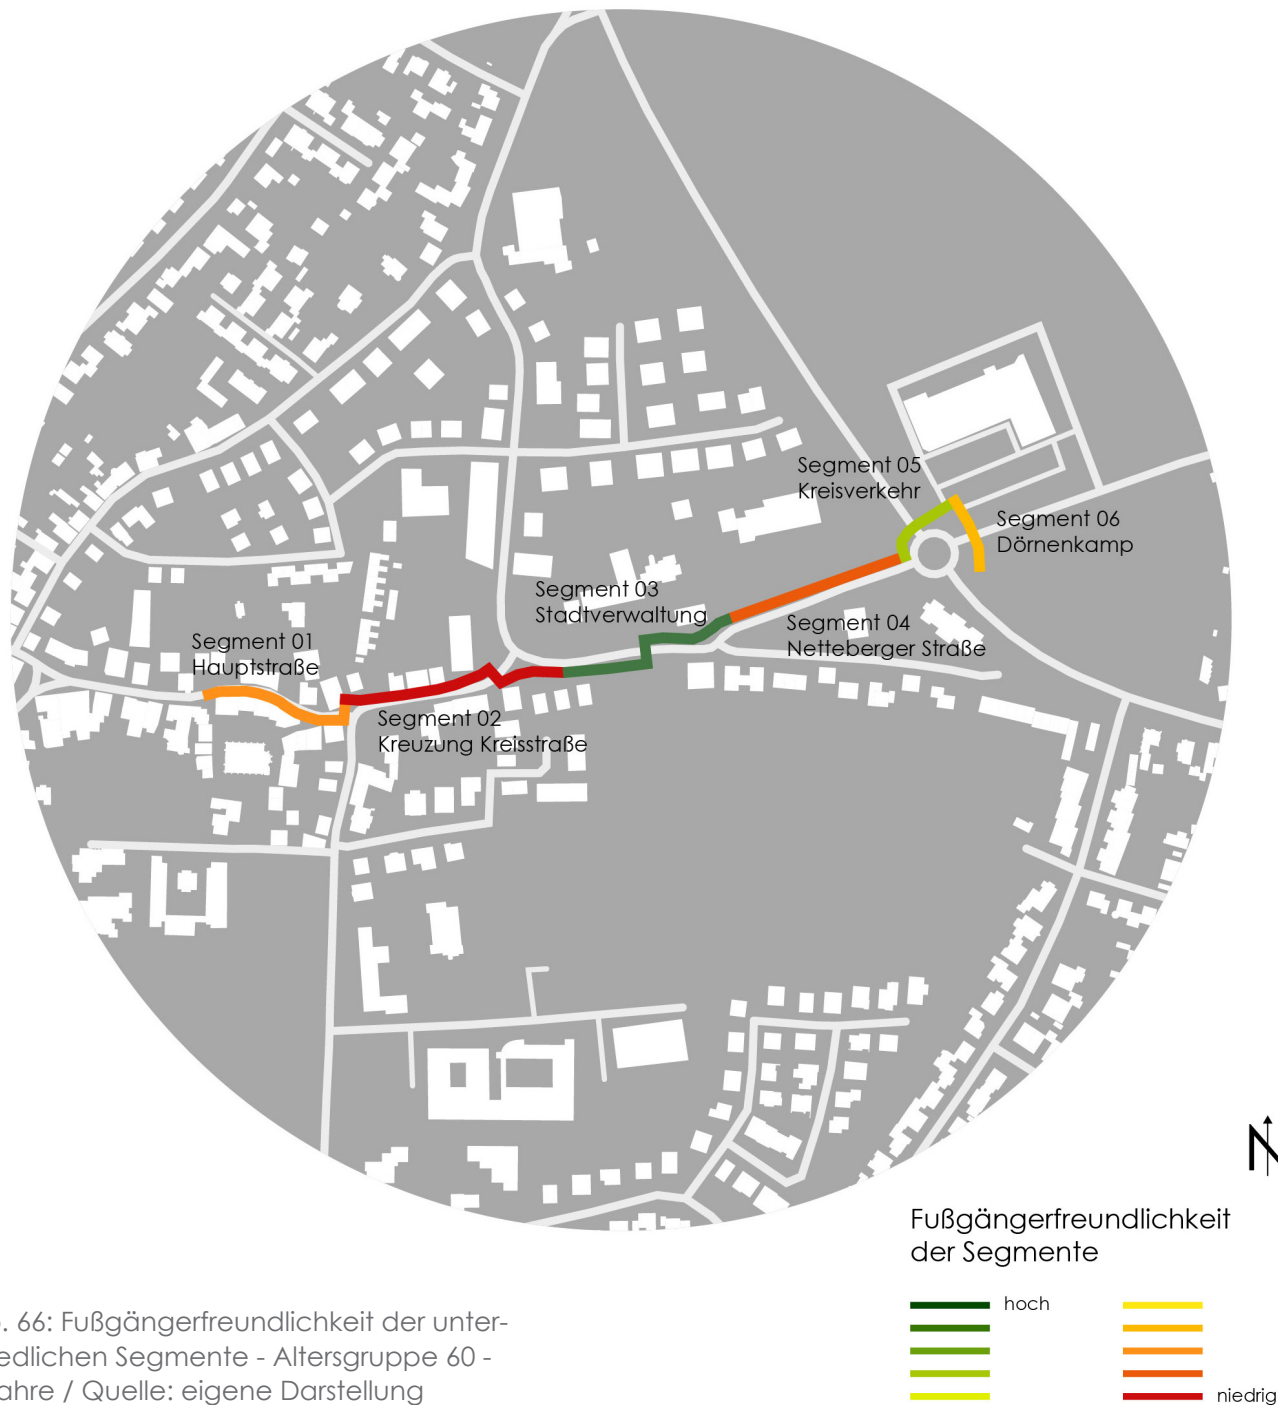 Segment 05
Kreisverkehr
Segment 06
Dörnenkamp
Segment 03
Stadtverwaltung
Segment 04
Netteberger Straße
Segment 01
Hauptstraße
Segment 02
Kreuzung Kreisstraße
N
Fußgängerfreundlichkeit
der Segmente
hoch
niedrig
. 66: Fußgängerfreundlichkeit der unter-
edlichen Segmente - Altersgruppe 60 -
ahre / Quelle: eigene Darstellung